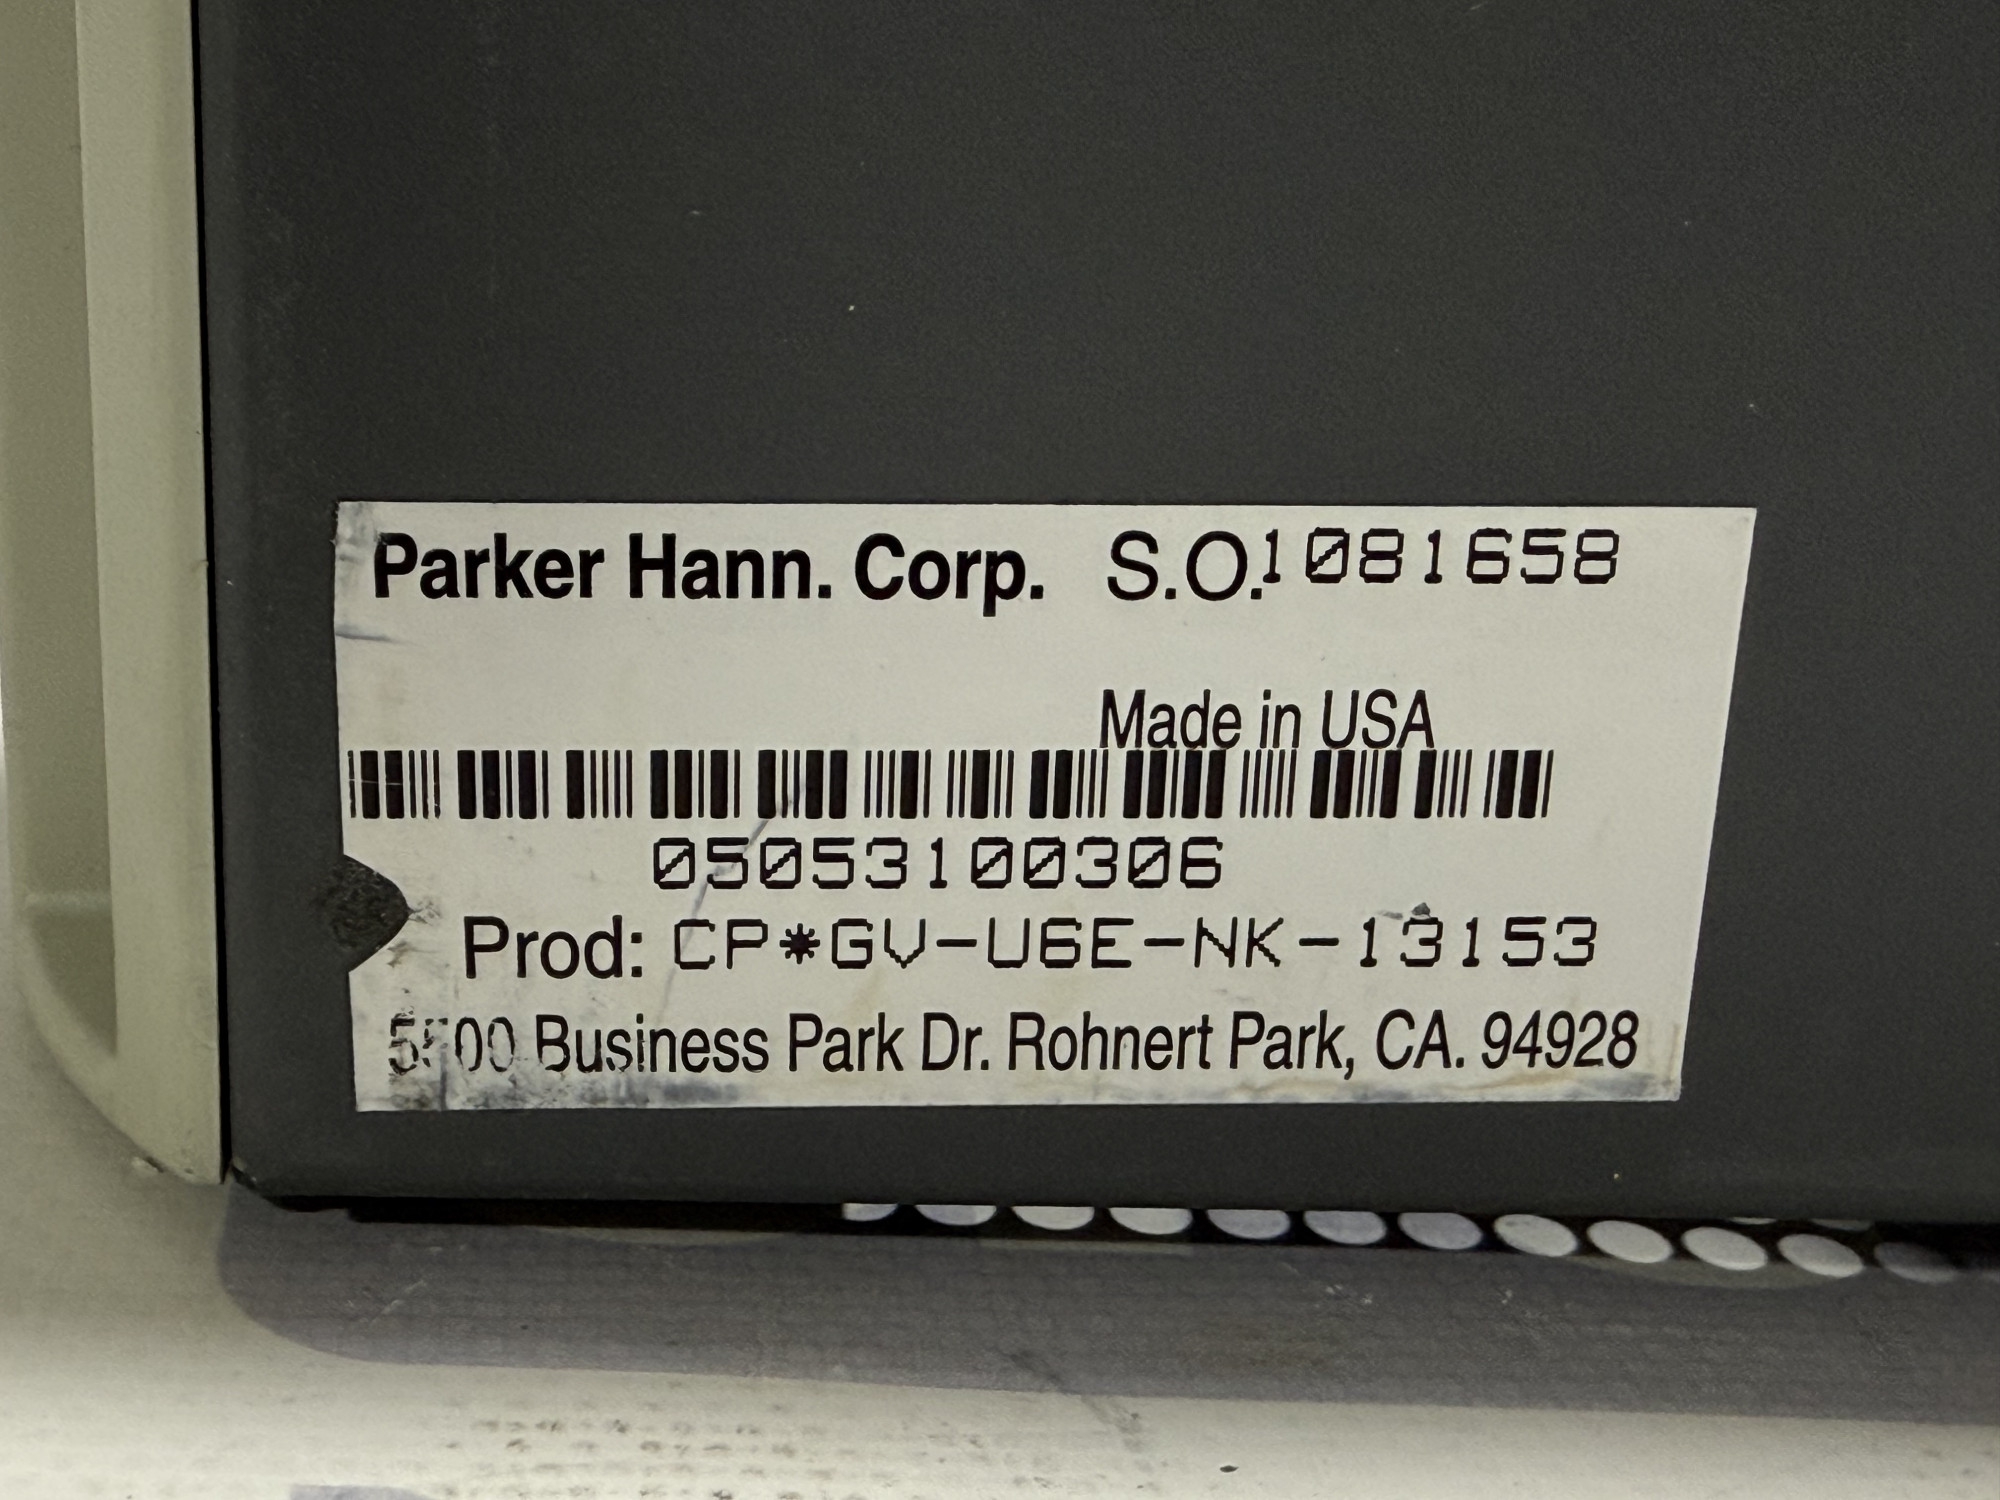 Parker Hann. Corp. S.O.1081658
Made in USA
05053100306
Prod: CP*GV-U6E-NK-13153
Business Park Dr. Rohnert Park, CA. 94928